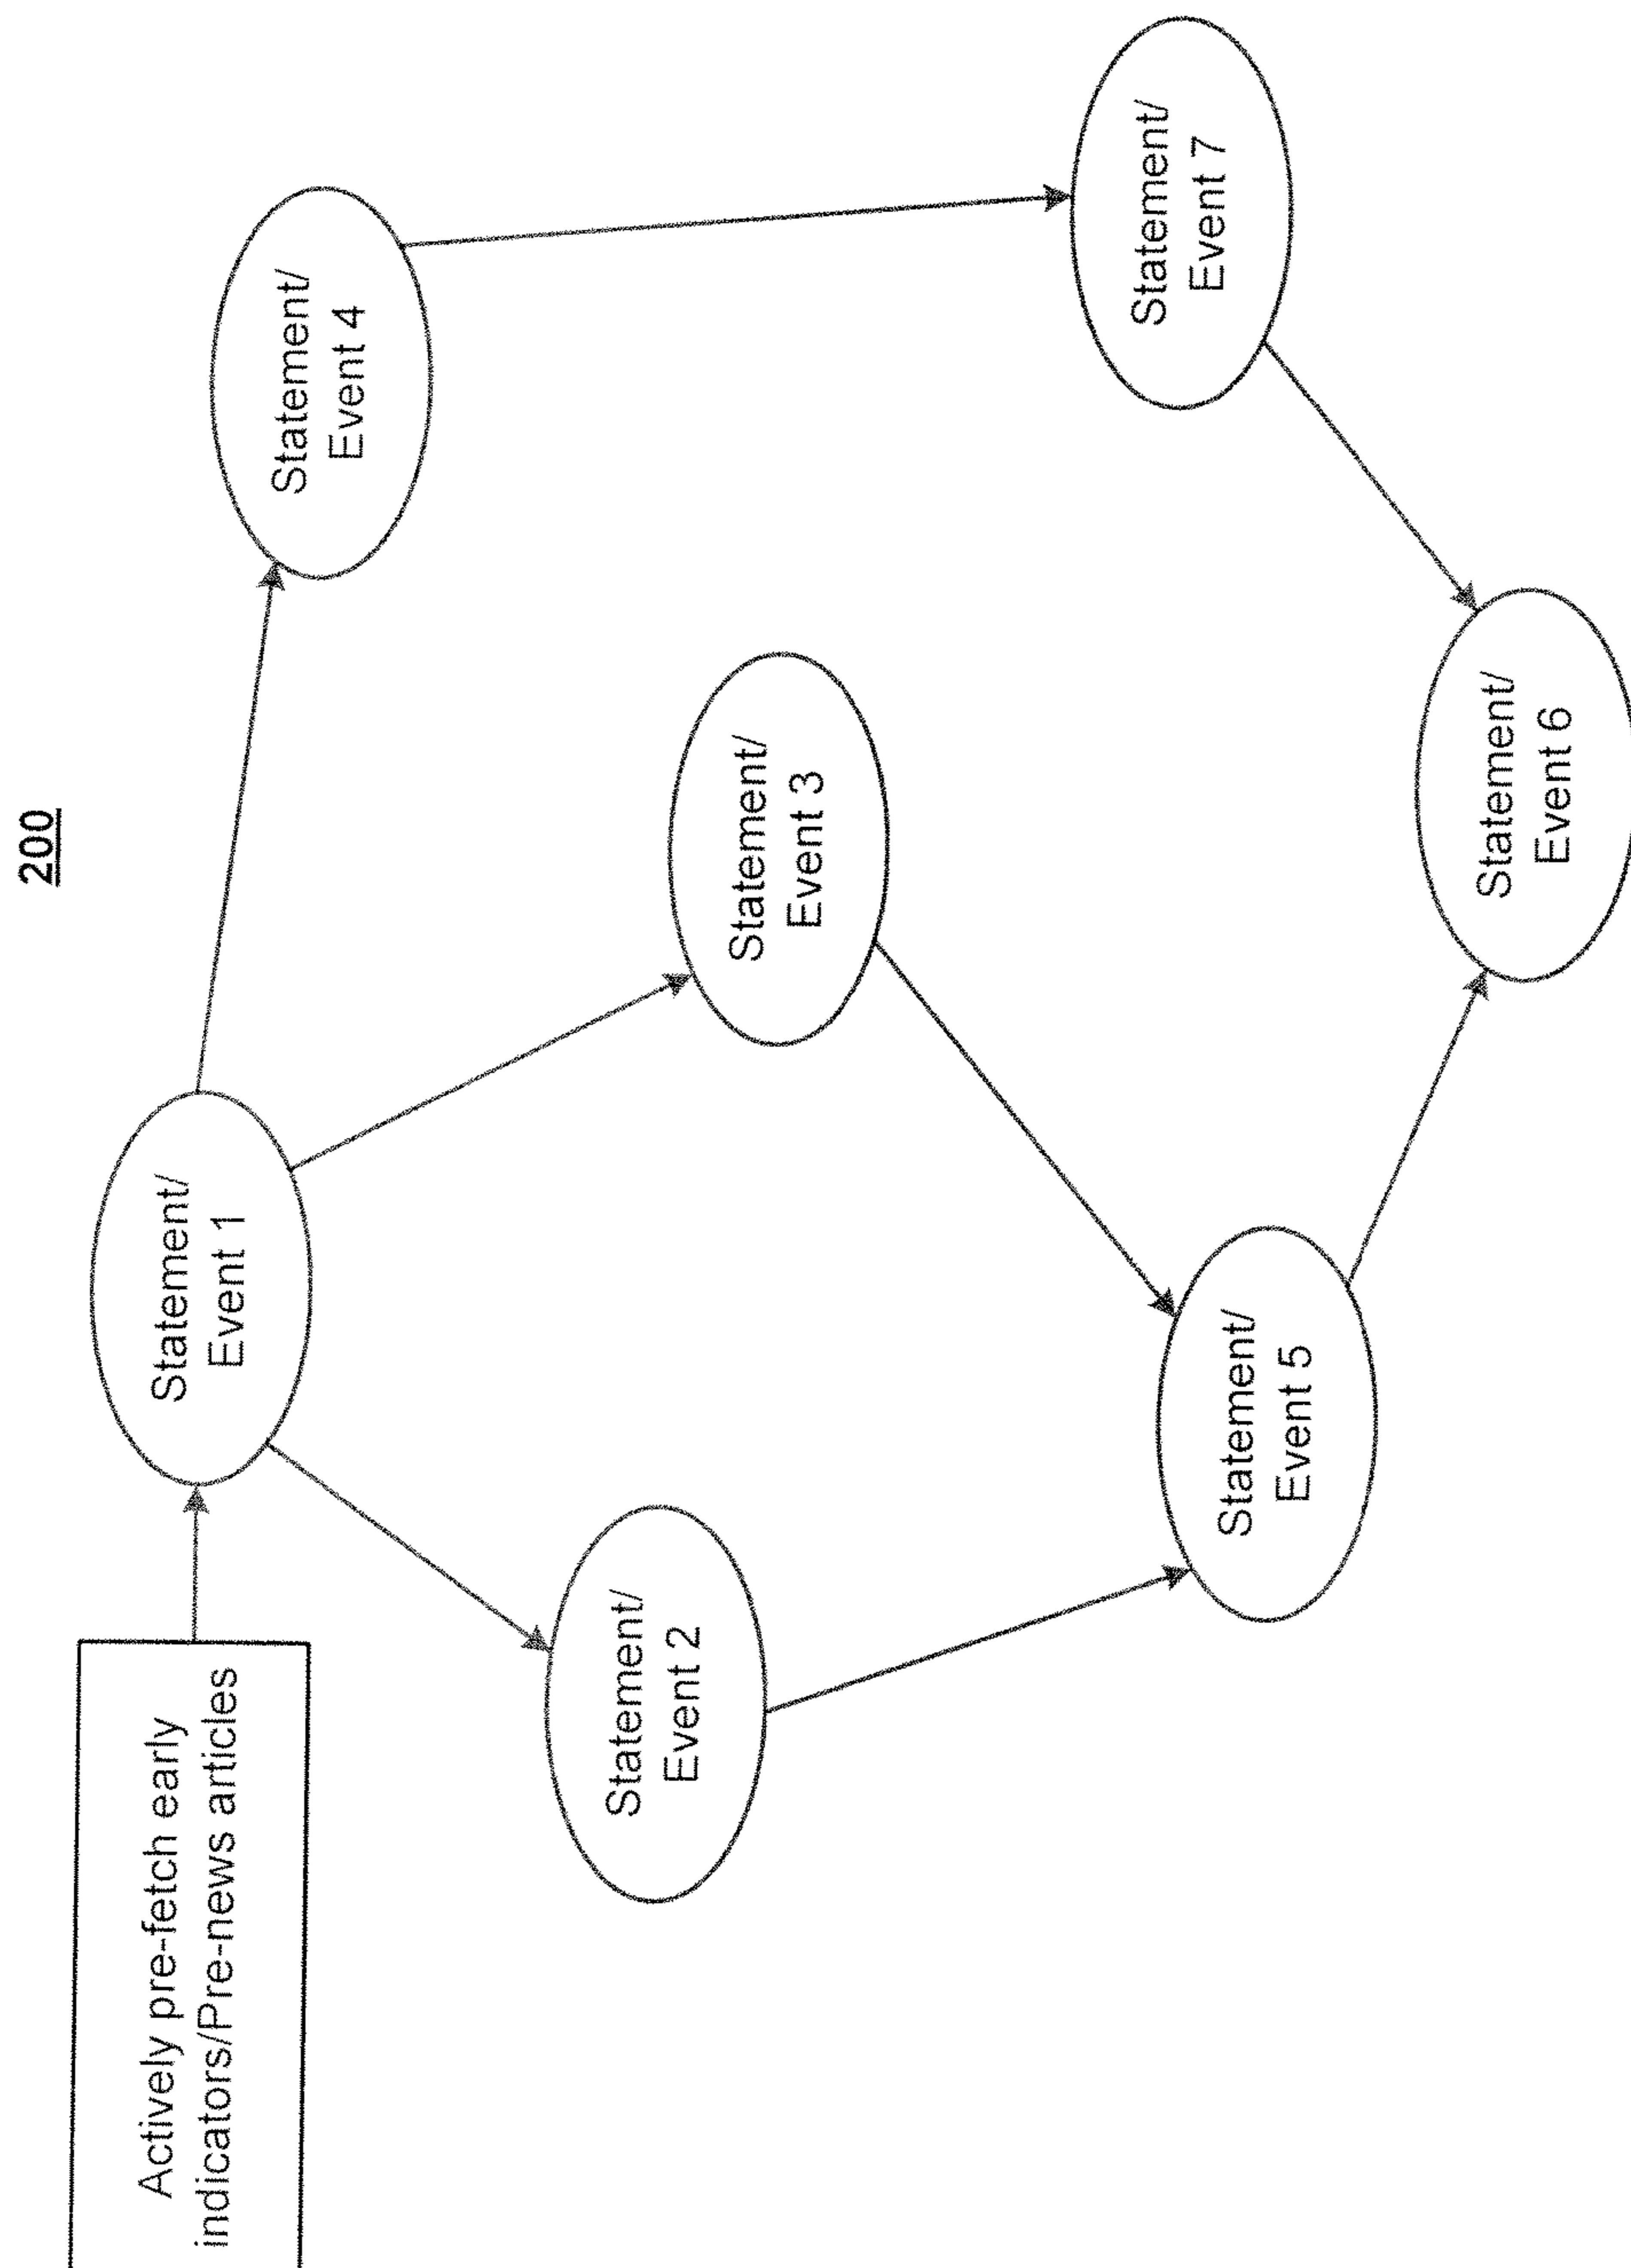 200
Actively pre-fetch early
indicators/Pre-news articles
Statement/
Event 1
Statement/
Event 4
Statement/
Event 2
Statement/
Event 3
Statement/
Event 5
Statement/
Event 7
Statement/
Event 6